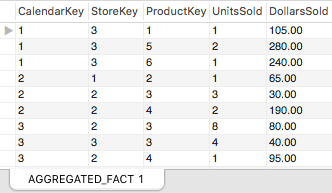 CalendarKey StoreKey ProductKey UnitsSold DollarsSold
1 3 1 1 105.00
1 3 5 2 280.00
1 3 6 1 240.00
2 1 2 1 65.00
2 2 3 3 30.00
2 2 4 2 190.00
3 2 3 8 80.00
3 3 3 4 40.00
3 2 4 1 95.00
AGGREGATED_FACT 1